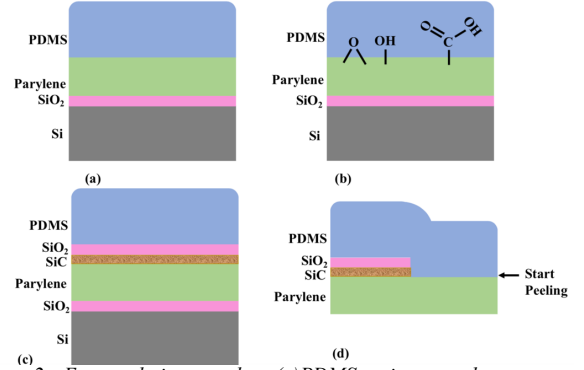 PDMS
Parylene
SiO2
Si
(a)
PDMS
O
OH
O
C
OH
Parylene
SiO2
Si
(b)
PDMS
SiO2
SiC
Parylene
SiO2
Si
(c)
PDMS
SiO2
SiC
Parylene
Start
Peeling
(d)